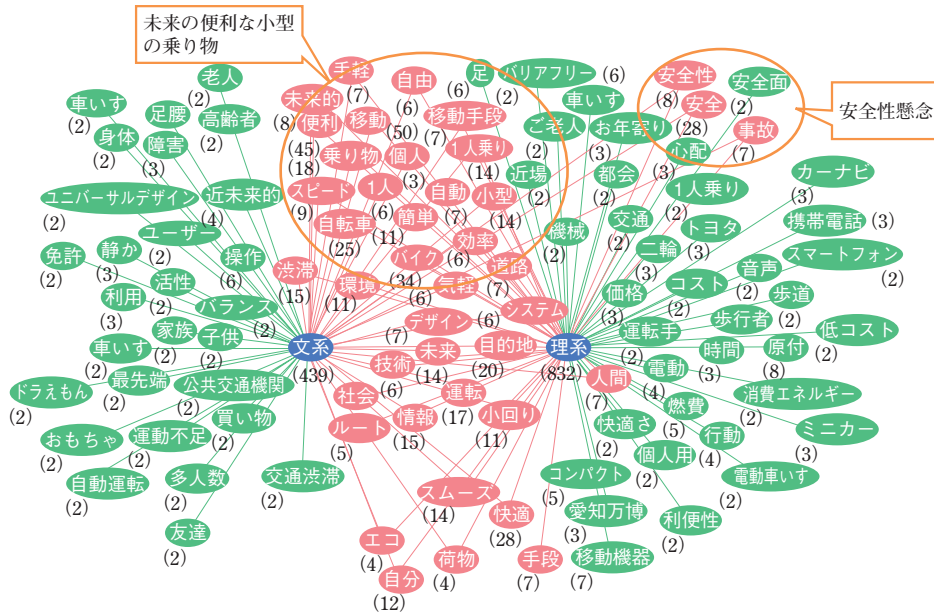 未来の便利な小型
の乗り物
安全性懸念
手軽
(7)
自由
(6)
足
(6)
バリアフリー
(2)
(6)
安全性
(8)
安全面
(2)
老人
(2)
未来的
(8)
移動
(50)
移動手段
(7)
車いす
(3)
安全
(28)
車いす
(2)
足腰
(3)
高齢者
(2)
便利
(45)
ご老人
(2)
お年寄り
(3)
事故
(7)
身体
(2)
障害
(4)
乗り物
(18)
個人
(3)
1人乗り
(14)
心配
(2)
ユニバーサルデザイン
(2)
近未来的
スピード
(9)
1人
(6)
自動
(7)
小型
(14)
近場
(2)
都会
(2)
1人乗り
カーナビ
(3)
自転車
(25)
簡単
(11)
携帯電話
(3)
ユーザー
(2)
効率
(6)
機械
(2)
交通
(3)
トヨタ
(3)
免許
(2)
静か
(3)
操作
(6)
渋滞
(15)
バイク
(34)
道路
(7)
二輪
スマートフォン
(2)
活性
(2)
環境
(11)
気軽
(6)
価格
(3)
コスト
(2)
音声
(2)
利用
(3)
バランス
(2)
システム
歩道
(2)
家族
(2)
子供
(2)
デザイン
(7)
(6)
運転手
(2)
歩行者
低コスト
(2)
車いす
(2)
文系
(439)
未来
(14)
目的地
(20)
理系
(832)
時間
(3)
原付
(8)
技術
(6)
電動
(4)
ドラえもん
(2)
最先端
(2)
公共交通機関
(2)
社会
運転
(17)
人間
(7)
消費エネルギー
(2)
買い物
(2)
情報
(15)
小回り
(11)
燃費
(5)
ミニカー
(3)
おもちゃ
(2)
運動不足
(2)
ルート
(5)
快適さ
(2)
行動
(4)
自動運転
(2)
多人数
(2)
交通渋滞
(2)
コンパクト
(5)
個人用
(2)
電動車いす
(2)
スムーズ
(14)
快適
(28)
愛知万博
(3)
利便性
(2)
友達
(2)
エコ
(4)
荷物
(4)
手段
(7)
移動機器
(7)
自分
(12)